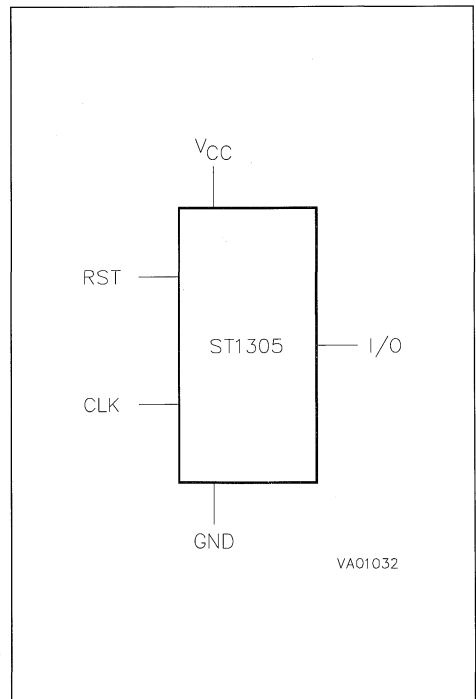 VCC
RST
ST1305
I/O
CLK
GND
VA01032